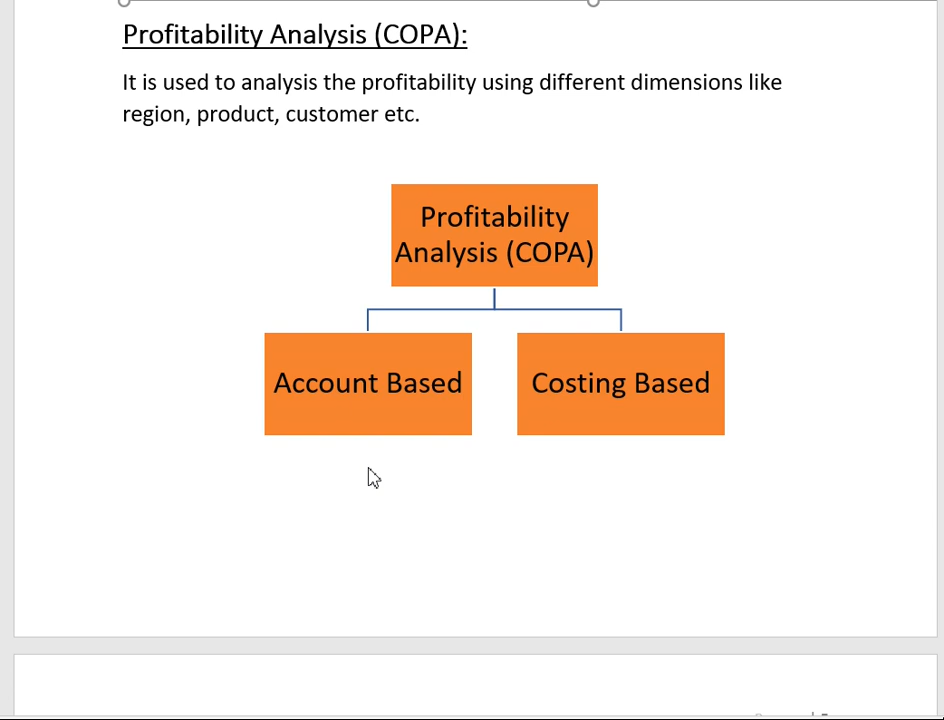 Profitability Analysis (COPA):
It is used to analysis the profitability using different dimensions like
region, product, customer etc.
Profitability
Analysis (COPA)
Account Based
Costing Based